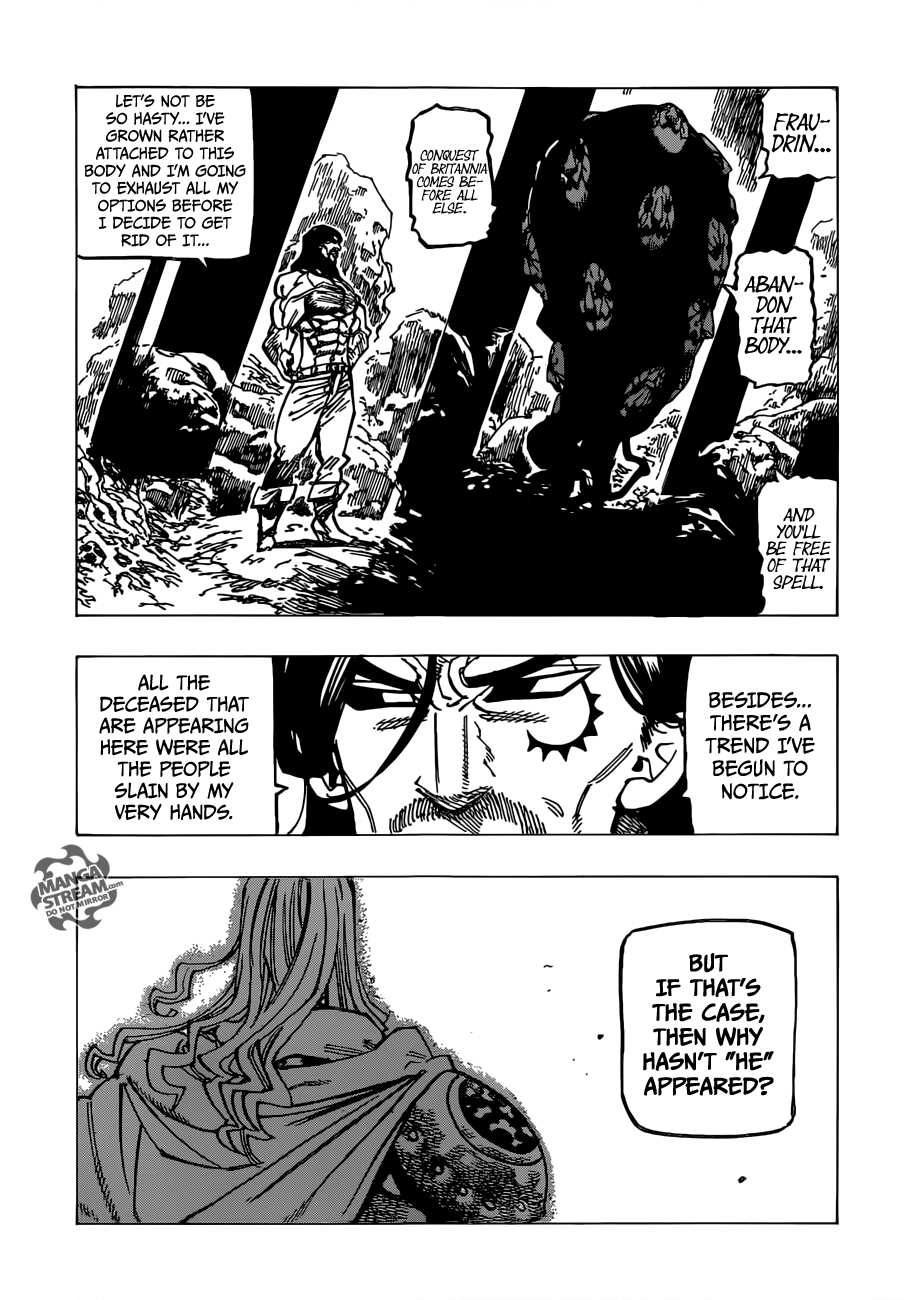 FRAU-
DRIN...
ABAN-
DON
THAT
BODY...
AND
YOU'LL
BE FREE
OF THAT
SPELL.
CONQUEST
OF BRITANNIA
COMES BE-
FORE ALL
ELSE.
LET'S NOT BE
SO HASTY... I'VE
GROWN RATHER
ATTACHED TO THIS
BODY AND I'M GOING
TO EXHAUST ALL MY
OPTIONS BEFORE
I DECIDE TO GET
RID OF IT...
BESIDES...
THERE'S A
TREND I'VE
BEGUN TO
NOTICE.
ALL THE
DECEASED THAT
ARE APPEARING
HERE WERE ALL
THE PEOPLE
SLAIN BY MY
VERY HANDS.
MANGA
STREAM.com
DO NOT MIRROR
BUT
IF THAT'S
THE CASE,
THEN WHY
HASN'T "HE"
APPEARED?